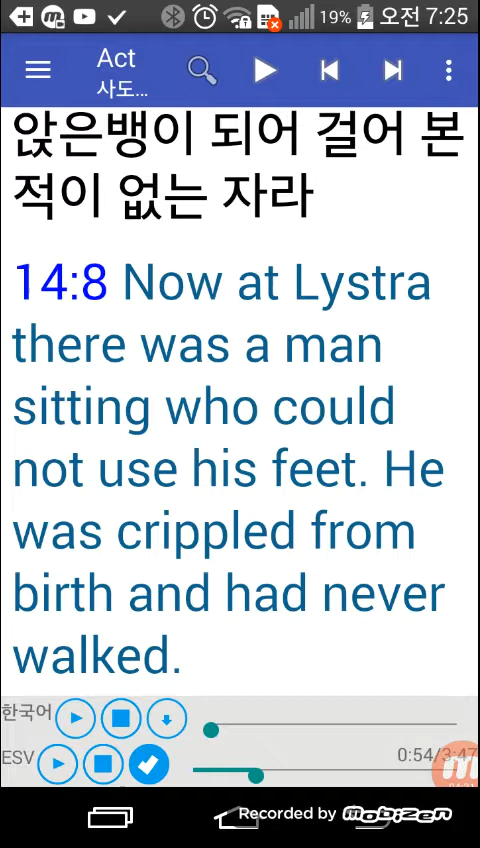 19% 오전 7:25
Act
사도...
앉은뱅이 되어 걸어 본
적이 없는 자라
14:8 Now at Lystra
there was a man
sitting who could
not use his feet. He
was crippled from
birth and had never
walked.
한국어
ESV
0:54/3:47
Recorded by Mobizen